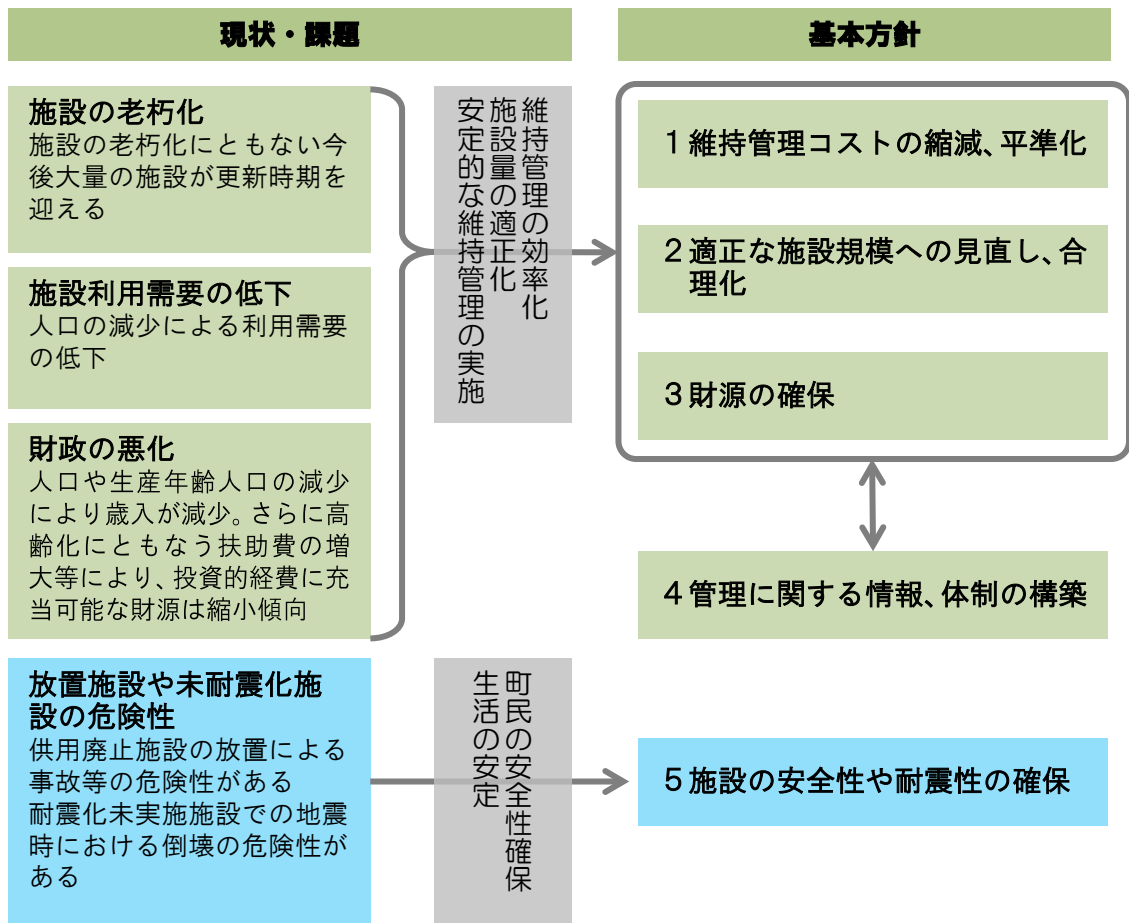 現状・課題
基本方針
施設の老朽化
施設の老朽化にともない今
後大量の施設が更新時期を
迎える
施設利用需要の低下
人口の減少による利用需要
の低下
財政の悪化
人口や生産年齢人口の減少
により歳入が減少。さらに高
齢化にともなう扶助費の増
大等により、投資的経費に充
当可能な財源は縮小傾向
維持管理の効率化
施設量の適正化
安定的な維持管理の実施
1 維持管理コストの縮減、平準化
2 適正な施設規模への見直し、合
理化
3 財源の確保
4 管理に関する情報、体制の構築
放置施設や未耐震化施
設の危険性
供用廃止施設の放置による
事故等の危険性がある
耐震化未実施施設での地震
時における倒壊の危険性が
ある
町民の安全性確保
生活の安定
5 施設の安全性や耐震性の確保